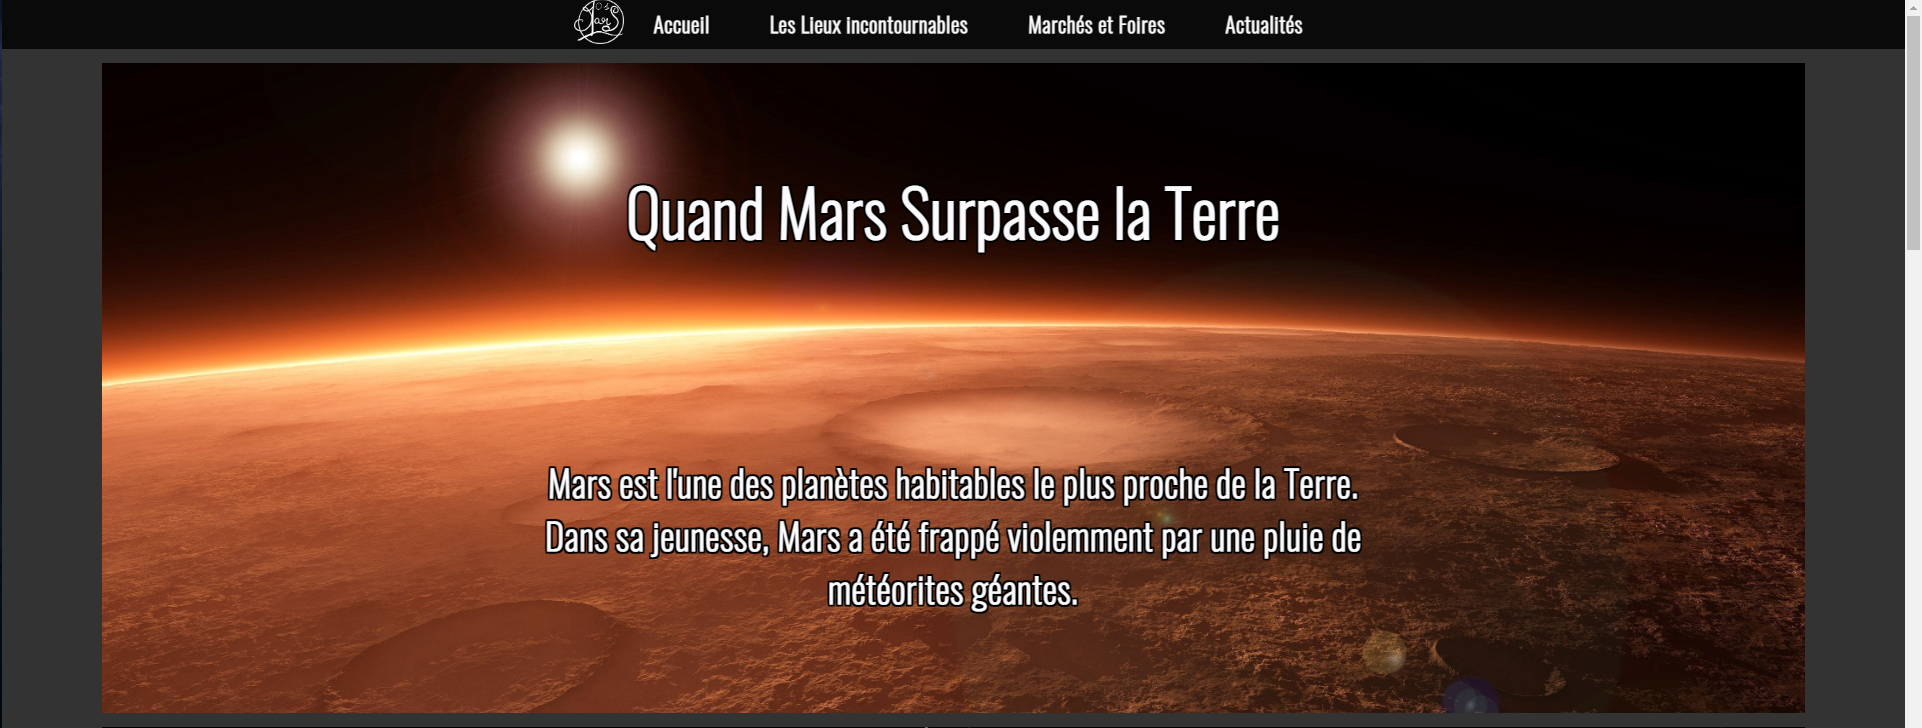 Mars
Accueil
Les Lieux incontournables
Marchés et Foires
Actualités
Quand Mars Surpasse la Terre
Mars est l'une des planètes habitables le plus proche de la Terre.
Dans sa jeunesse, Mars a été frappé violemment par une pluie de
météorites géantes.